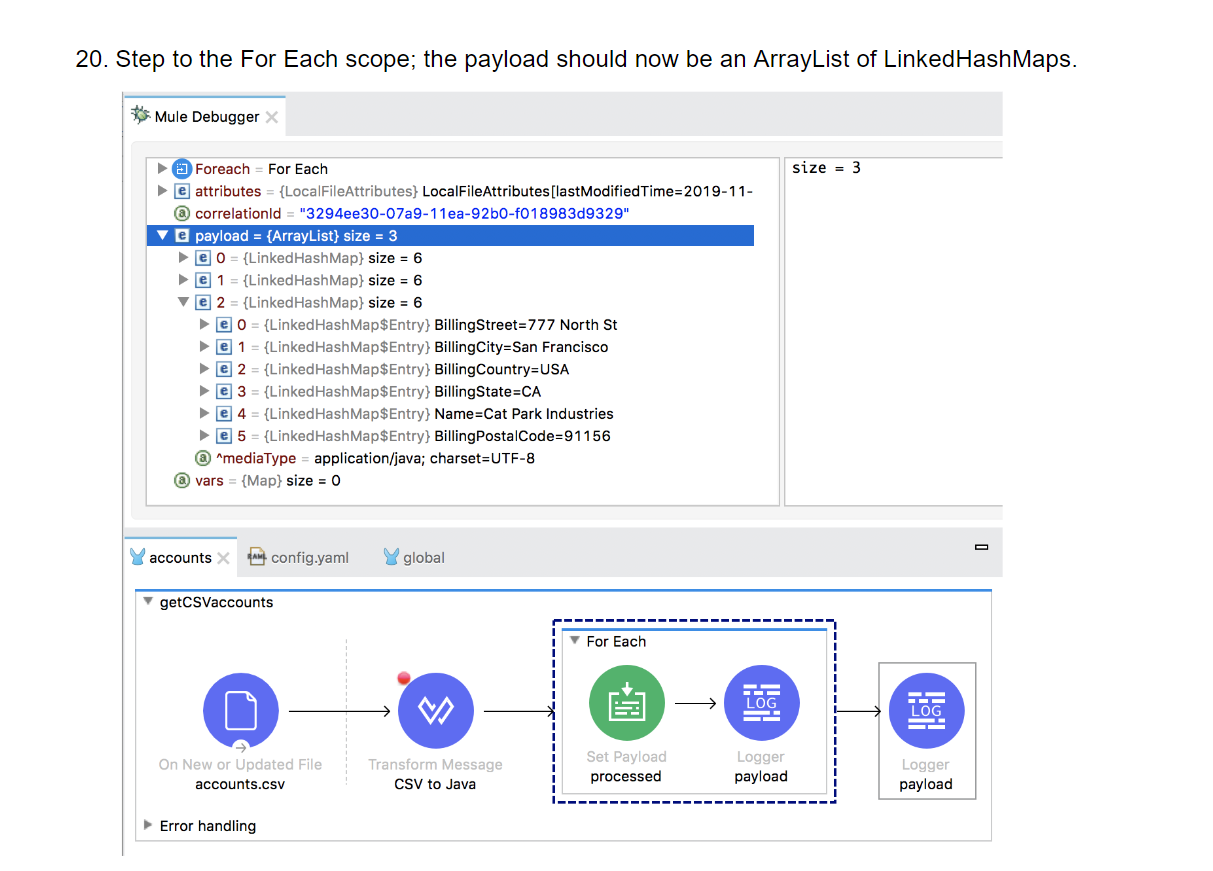 20. Step to the For Each scope; the payload should now be an ArrayList of LinkedHashMaps.
Mule Debugger
Foreach = For Each
attributes = {LocalFileAttributes} LocalFileAttributes[lastModifiedTime=2019-11-
correlationId = "3294ee30-07a9-11ea-92b0-f018983d9329"
payload = {ArrayList} size = 3
0 = {LinkedHashMap} size = 6
1 = {LinkedHashMap} size = 6
2 = {LinkedHashMap} size = 6
0 = {LinkedHashMap$Entry} BillingStreet=777 North St
1 = {LinkedHashMap$Entry} BillingCity=San Francisco
2 = {LinkedHashMap$Entry} BillingCountry=USA
3 = {LinkedHashMap$Entry} BillingState=CA
4 = {LinkedHashMap$Entry} Name=Cat Park Industries
5 = {LinkedHashMap$Entry} BillingPostalCode=91156
^mediaType = application/java; charset=UTF-8
vars = {Map} size = 0
size = 3
accounts
RAML config.yaml
global
getCSVaccounts
On New or Updated File
accounts.csv
Transform Message
CSV to Java
For Each
Set Payload
processed
LOG
Logger
payload
LOG
Logger
payload
Error handling